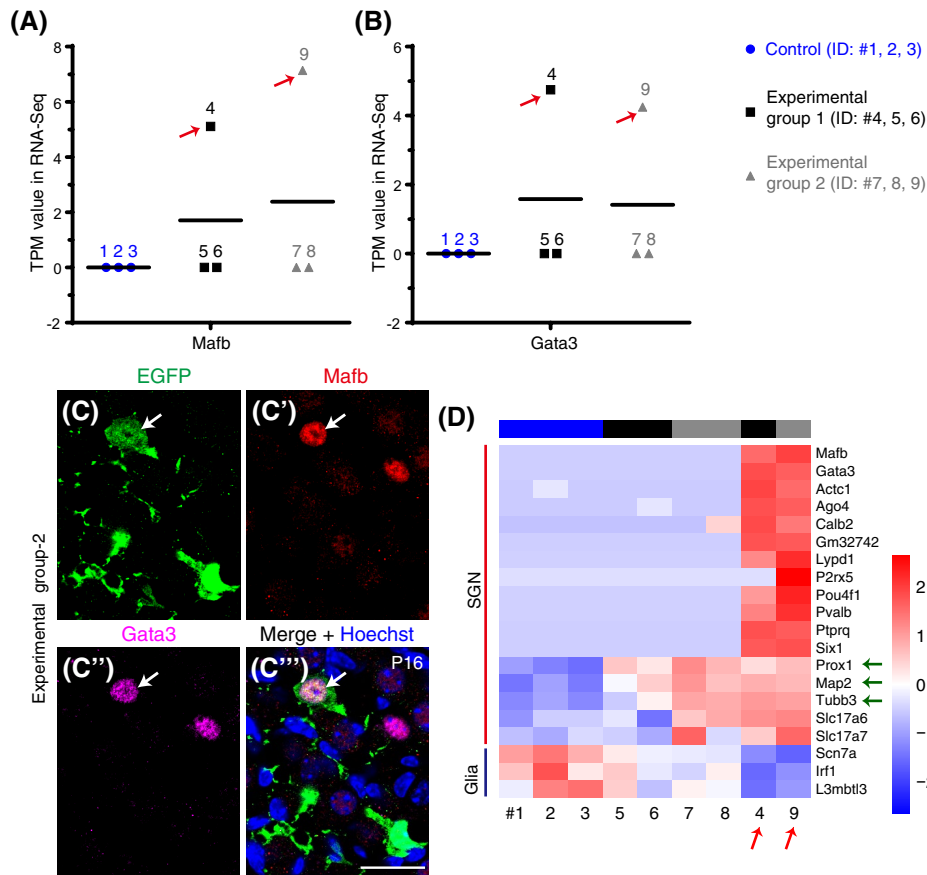 (A)
8
6
4
2
0
-2
TPM value in RNA-Seq
4
9
1 2 3
5 6
7 8
Mafb
(B)
6
4
2
0
-2
TPM value in RNA-Seq
4
9
1 2 3
5 6
7 8
Gata3
Control (ID: #1, 2, 3)
Experimental
group 1 (ID: #4, 5, 6)
Experimental
group 2 (ID: #7, 8, 9)
Experimental group-2
EGFP
(C)
Mafb
(C')
Gata3
(C'')
Merge + Hoechst
(C''')
P16
(D)
SGN
Glia
Mafb
Gata3
Actc1
Ago4
Calb2
Gm32742
Lypd1
P2rx5
Pou4f1
Pvalb
Ptprq
Six1
Prox1
Map2
Tubb3
Slc17a6
Slc17a7
Scn7a
Irf1
L3mbtl3
#1 2 3 5 6 7 8 4 9
2
1
0
−1